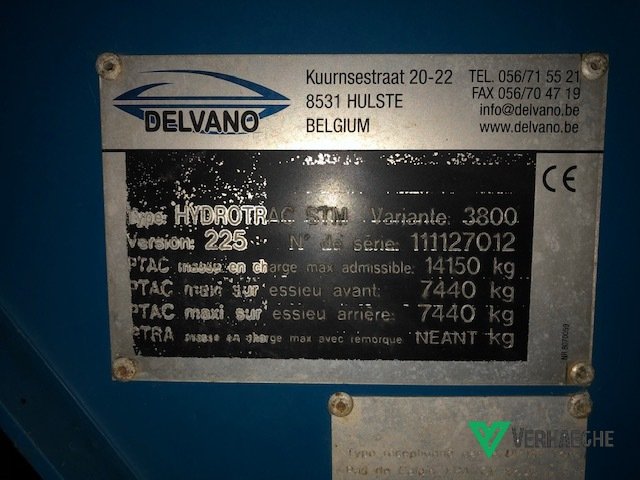 DELVANO
Kuurnsestraat 20-22
8531 HULSTE
BELGIUM
TEL. 056/71 55 21
FAX 056/70 47 19
info@delvano.be
www.delvano.be
CE
Type: HYDROTRAC STM Variante: 3800
Version: 225 N° de série: 111127012
PTAC masse en charge max admissible: 14150 kg
PTAC maxi sur essieu avant: 7440 kg
PTAC maxi sur essieu arrière: 7440 kg
PTRA masse en charge max avec remorque NEANT kg
VERHAEGHE
Type